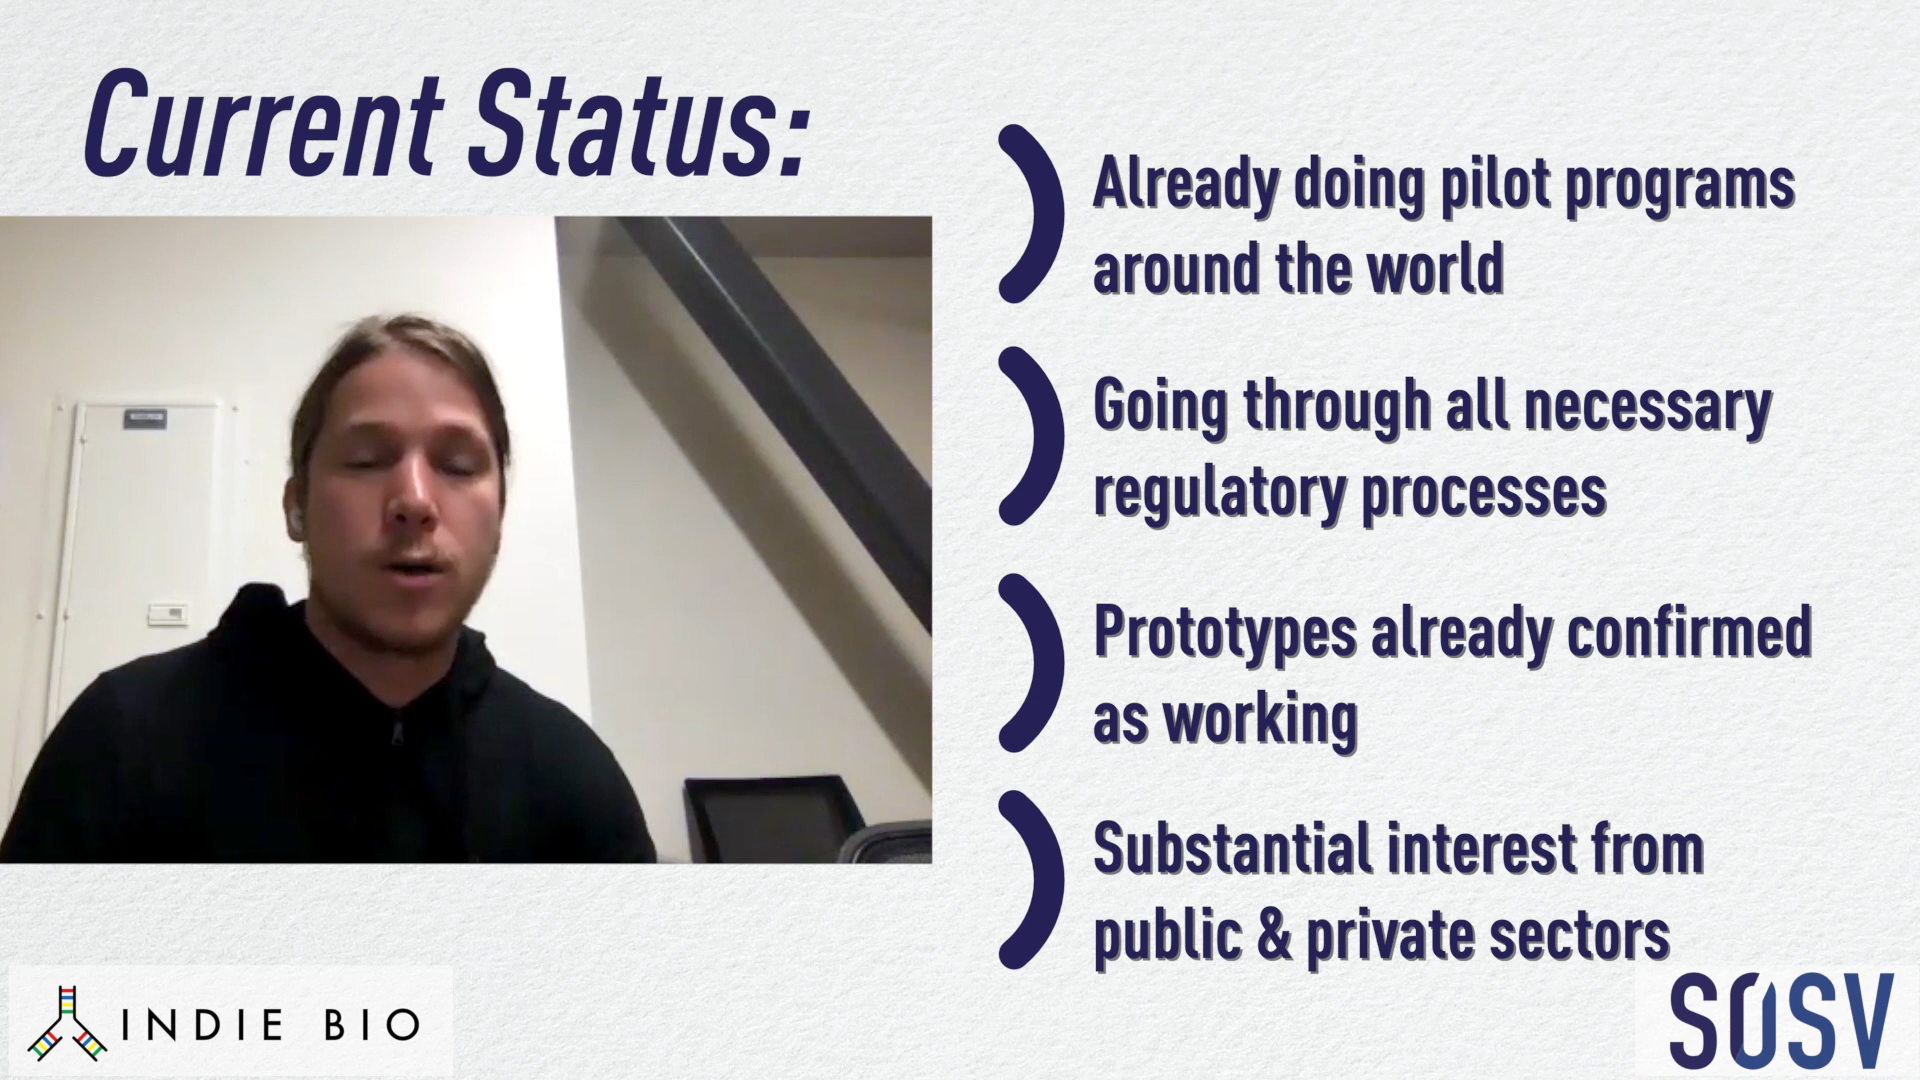 Current Status:
Already doing pilot programs
around the world
Going through all necessary
regulatory processes
Prototypes already confirmed
as working
Substantial interest from
public & private sectors
INDIE BIO
SOSV